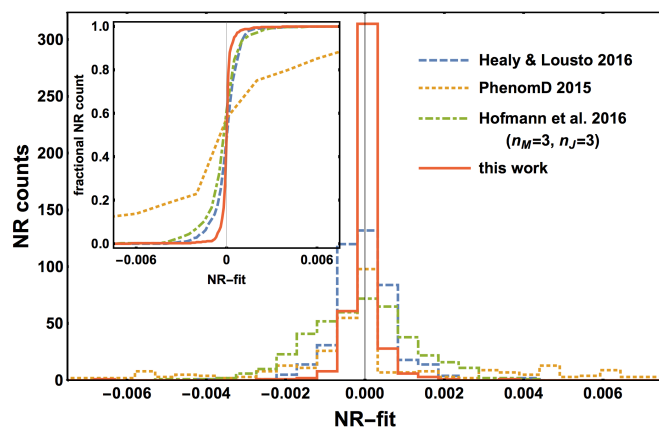 300
250
200
150
100
50
0
NR counts
1.0
0.8
0.6
0.4
0.2
0.0
fractional NR count
−0.006
0
0.006
NR−fit
Healy & Lousto 2016
PhenomD 2015
Hofmann et al. 2016
(nM=3, nJ=3)
this work
−0.006
−0.004
−0.002
0.000
0.002
0.004
0.006
NR−fit